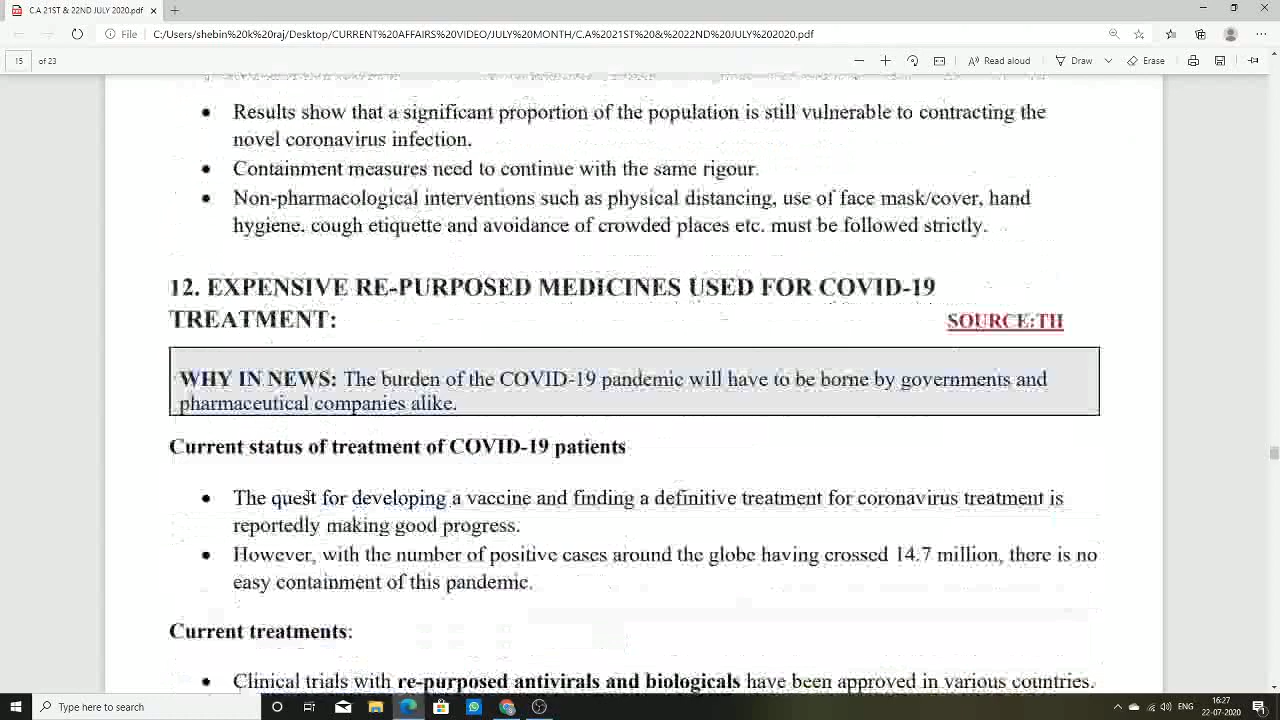 C.A 21ST & 22ND JULY 2020.pdf
File C:/Users/shebin%20k%20raj/Desktop/CURRENT%20AFFAIRS%20VIDEO/JULY%20MONTH/C.A%2021ST%20&%2022ND%20JULY%202020.pdf
15 of 23 Read aloud Draw Erase
Results show that a significant proportion of the population is still vulnerable to contracting the
novel coronavirus infection.
Containment measures need to continue with the same rigour.
Non-pharmacological interventions such as physical distancing, use of face mask/cover, hand
hygiene, cough etiquette and avoidance of crowded places etc. must be followed strictly.
12. EXPENSIVE RE-PURPOSED MEDICINES USED FOR COVID-19
TREATMENT: SOURCE:TH
WHY IN NEWS: The burden of the COVID-19 pandemic will have to be borne by governments and
pharmaceutical companies alike.
Current status of treatment of COVID-19 patients
The quest for developing a vaccine and finding a definitive treatment for coronavirus treatment is
reportedly making good progress.
However, with the number of positive cases around the globe having crossed 14.7 million, there is no
easy containment of this pandemic.
Current treatments:
Clinical trials with re-purposed antivirals and biologicals have been approved in various countries.
Type here to search ENG 16:27
22-07-2020